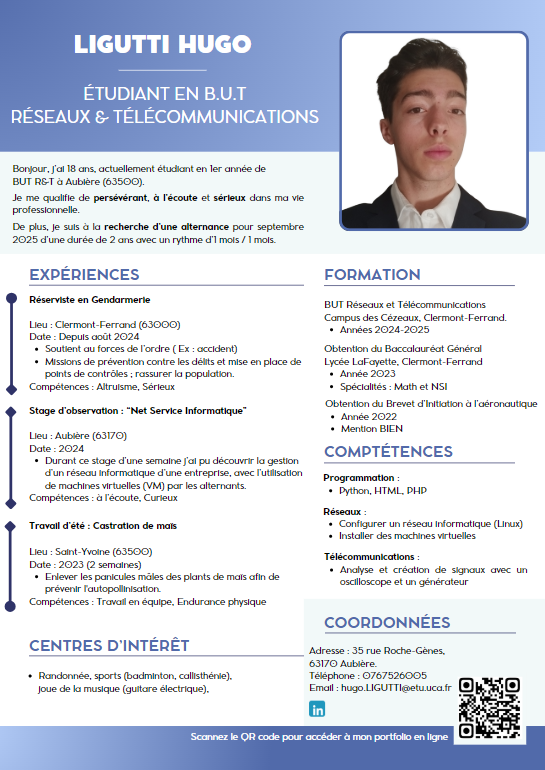 LIGUTTI HUGO
ÉTUDIANT EN B.U.T
RÉSEAUX & TÉLÉCOMMUNICATIONS
Bonjour, j'ai 18 ans, actuellement étudiant en 1er année de
BUT R&T à Aubière (63500).
Je me qualifie de persévérant, à l'écoute et sérieux dans ma vie
professionnelle.
De plus, je suis à la recherche d'une alternance pour septembre
2025 d'une durée de 2 ans avec un rythme d'1 mois / 1 mois.
EXPÉRIENCES
Réserviste en Gendarmerie
Lieu : Clermont-Ferrand (63000)
Date : Depuis août 2024
• Soutient au forces de l'ordre ( Ex : accident)
• Missions de prévention contre les délits et mise en place de
points de contrôles ; rassurer la population.
Compétences : Altruisme, Sérieux
Stage d'observation : "Net Service Informatique"
Lieu : Aubière (63170)
Date : 2024
• Durant ce stage d'une semaine j'ai pu découvrir la gestion
d'un réseau informatique d'une entreprise, avec l'utilisation
de machines virtuelles (VM) par les alternants.
Compétences : à l'écoute, Curieux
Travail d'été : Castration de maïs
Lieu : Saint-Yvoine (63500)
Date : 2023 (2 semaines)
• Enlever les panicules mâles des plants de maïs afin de
prévenir l'autopollinisation.
Compétences : Travail en équipe, Endurance physique
CENTRES D'INTÉRÊT
• Randonnée, sports (badminton, callisthénie),
joue de la musique (guitare électrique),
FORMATION
BUT Réseaux et Télécommunications
Campus des Cézeaux, Clermont-Ferrand.
• Années 2024-2025
Obtention du Baccalauréat Général
Lycée LaFayette, Clermont-Ferrand
• Année 2023
• Spécialités : Math et NSI
Obtention du Brevet d'Initiation à l'aéronautique
• Année 2022
• Mention BIEN
COMPTÉTENCES
Programmation :
• Python, HTML, PHP
Réseaux :
• Configurer un réseau informatique (Linux)
• Installer des machines virtuelles
Télécommunications :
• Analyse et création de signaux avec un
oscilloscope et un générateur
COORDONNÉES
Adresse : 35 rue Roche-Gènes,
63170 Aubière.
Téléphone : 0767526005
Email : hugo.LIGUTTI@etu.uca.fr
in
Scannez le QR code pour accéder à mon portfolio en ligne